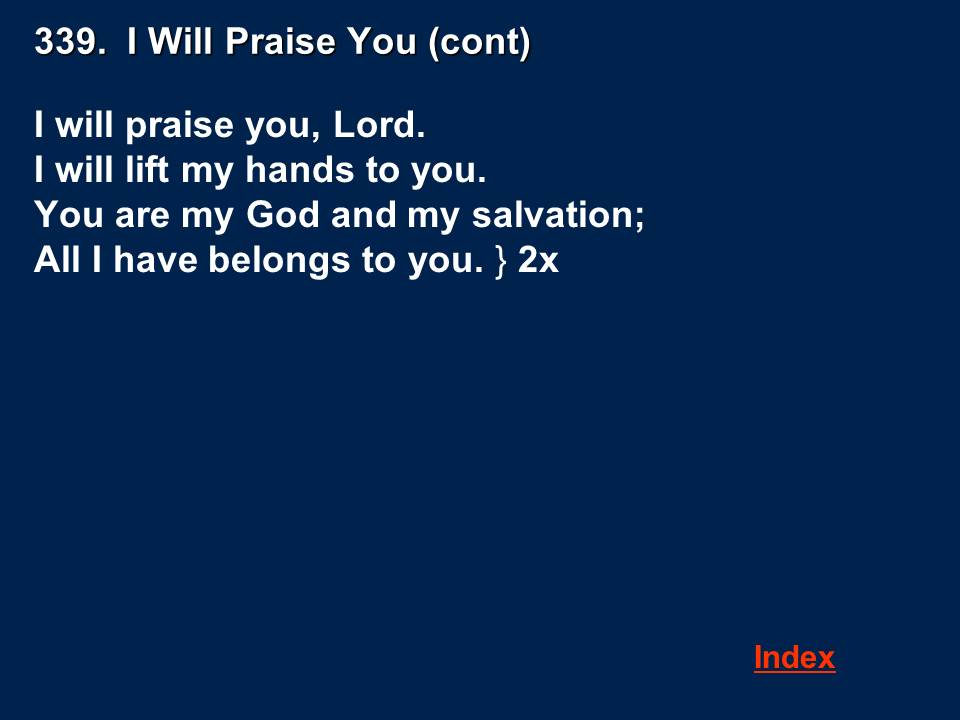 339. I Will Praise You (cont)
I will praise you, Lord.
I will lift my hands to you.
You are my God and my salvation;
All I have belongs to you. } 2x
Index